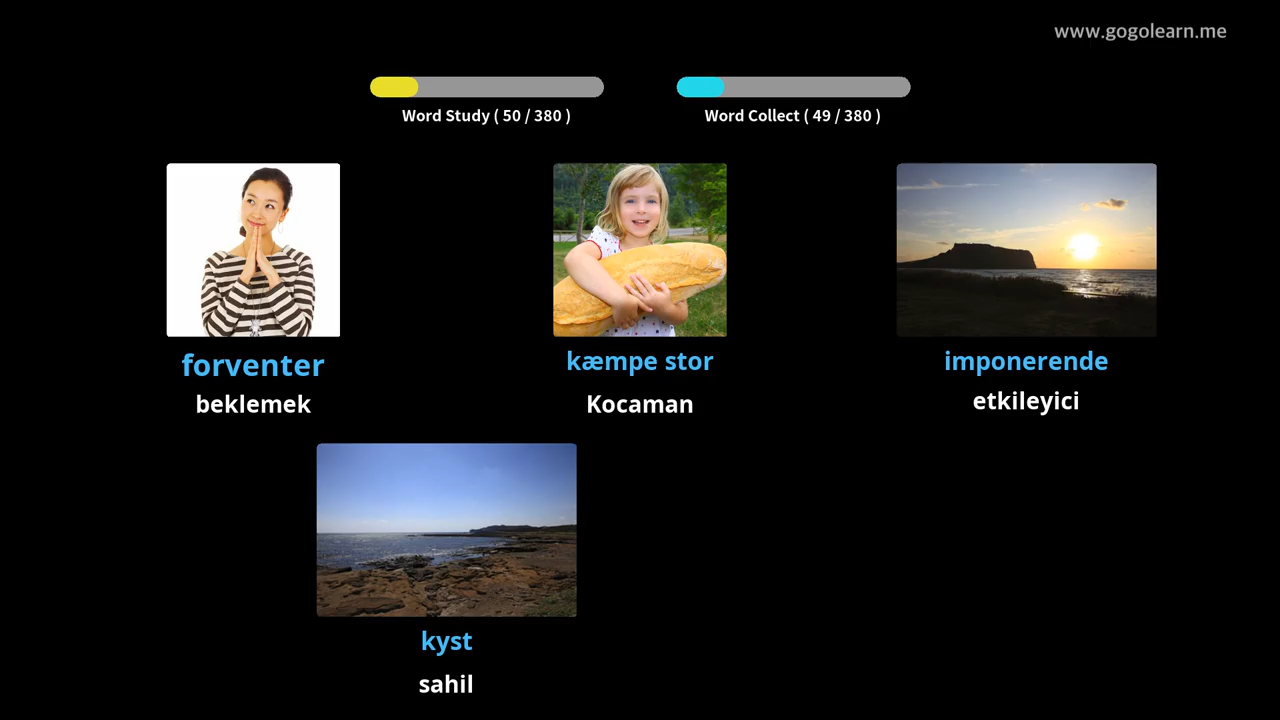 www.gogolearn.me
Word Study ( 50 / 380 )
Word Collect ( 49 / 380 )
forventer
beklemek
kæmpe stor
Kocaman
imponerende
etkileyici
kyst
sahil